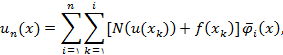 u_n(x) = \sum_{i=1}^{n} \sum_{k=1}^{i} [N(u(x_k)) + f(x_k)] \bar{\varphi}_i(x),